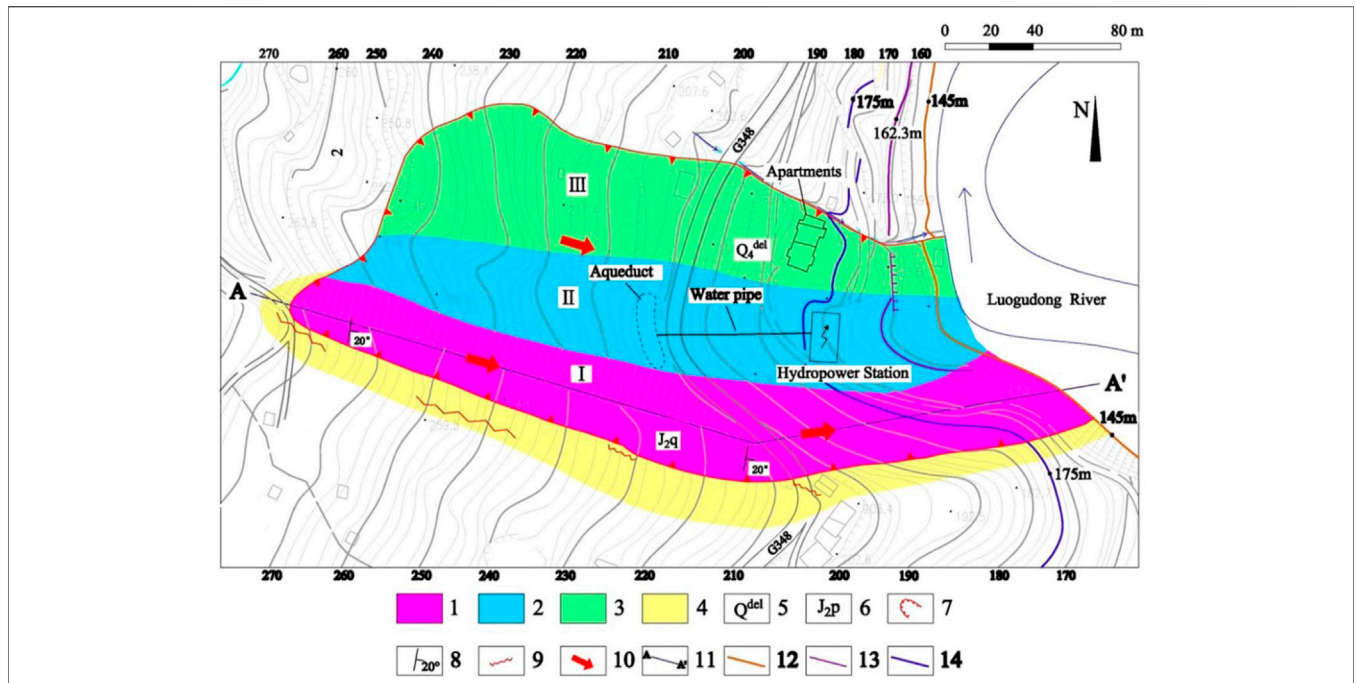 0 20 40 80 m
270 260 250 240 230 220 210 200 190 180 170 160
175m
145m
162.3m
N
G348
2
Apartments
III
Q₄ᵈᵉˡ
Aqueduct
II
Water pipe
Luogudong River
A
20°
I
Hydropower Station
A'
145m
J₂q
20°
175m
G348
270 260 250 240 230 220 210 200 190 180 170
1 2 3 4 Qᵈᵉˡ 5 J₂p 6 7
20° 8 9 10 A A' 11 12 13 14